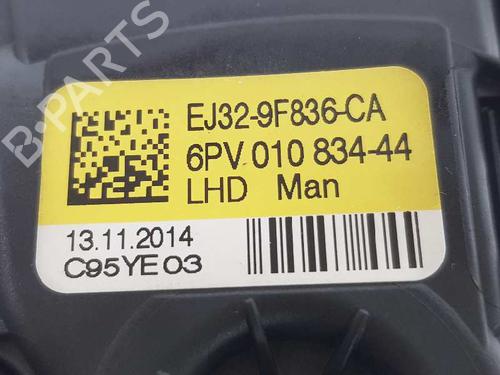 B-PARTS
EJ32-9F836-CA
6PV 010 834-44
LHD Man
13.11.2014
C95YE03